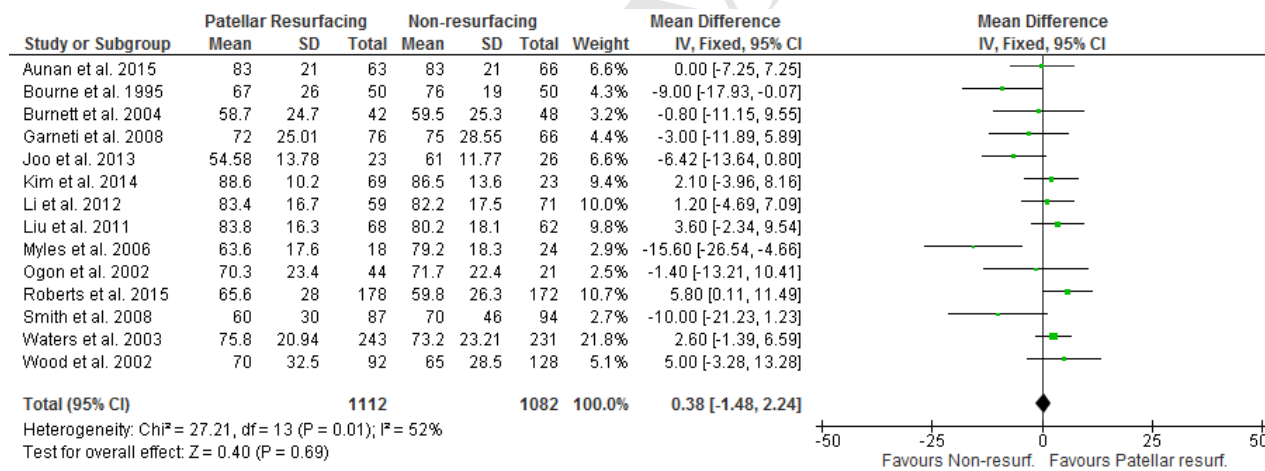 Patellar Resurfacing Non-resurfacing Mean Difference Mean Difference
Study or Subgroup Mean SD Total Mean SD Total Weight IV, Fixed, 95% CI IV, Fixed, 95% CI
Aunan et al. 2015 83 21 63 83 21 66 6.6% 0.00 [-7.25, 7.25]
Bourne et al. 1995 67 26 50 76 19 50 4.3% -9.00 [-17.93, -0.07]
Burnett et al. 2004 58.7 24.7 42 59.5 25.3 48 3.2% -0.80 [-11.15, 9.55]
Garneti et al. 2008 72 25.01 76 75 28.55 66 4.4% -3.00 [-11.89, 5.89]
Joo et al. 2013 54.58 13.78 23 61 11.77 26 6.6% -6.42 [-13.64, 0.80]
Kim et al. 2014 88.6 10.2 69 86.5 13.6 23 9.4% 2.10 [-3.96, 8.16]
Li et al. 2012 83.4 16.7 59 82.2 17.5 71 10.0% 1.20 [-4.69, 7.09]
Liu et al. 2011 83.8 16.3 68 80.2 18.1 62 9.8% 3.60 [-2.34, 9.54]
Myles et al. 2006 63.6 17.6 18 79.2 18.3 24 2.9% -15.60 [-26.54, -4.66]
Ogon et al. 2002 70.3 23.4 44 71.7 22.4 21 2.5% -1.40 [-13.21, 10.41]
Roberts et al. 2015 65.6 28 178 59.8 26.3 172 10.7% 5.80 [0.11, 11.49]
Smith et al. 2008 60 30 87 70 46 94 2.7% -10.00 [-21.23, 1.23]
Waters et al. 2003 75.8 20.94 243 73.2 23.21 231 21.8% 2.60 [-1.39, 6.59]
Wood et al. 2002 70 32.5 92 65 28.5 128 5.1% 5.00 [-3.28, 13.28]
Total (95% CI) 1112 1082 100.0% 0.38 [-1.48, 2.24]
Heterogeneity: Chi² = 27.21, df = 13 (P = 0.01); I² = 52%
Test for overall effect: Z = 0.40 (P = 0.69)
-50 -25 0 25 50
Favours Non-resurf. Favours Patellar resurf.